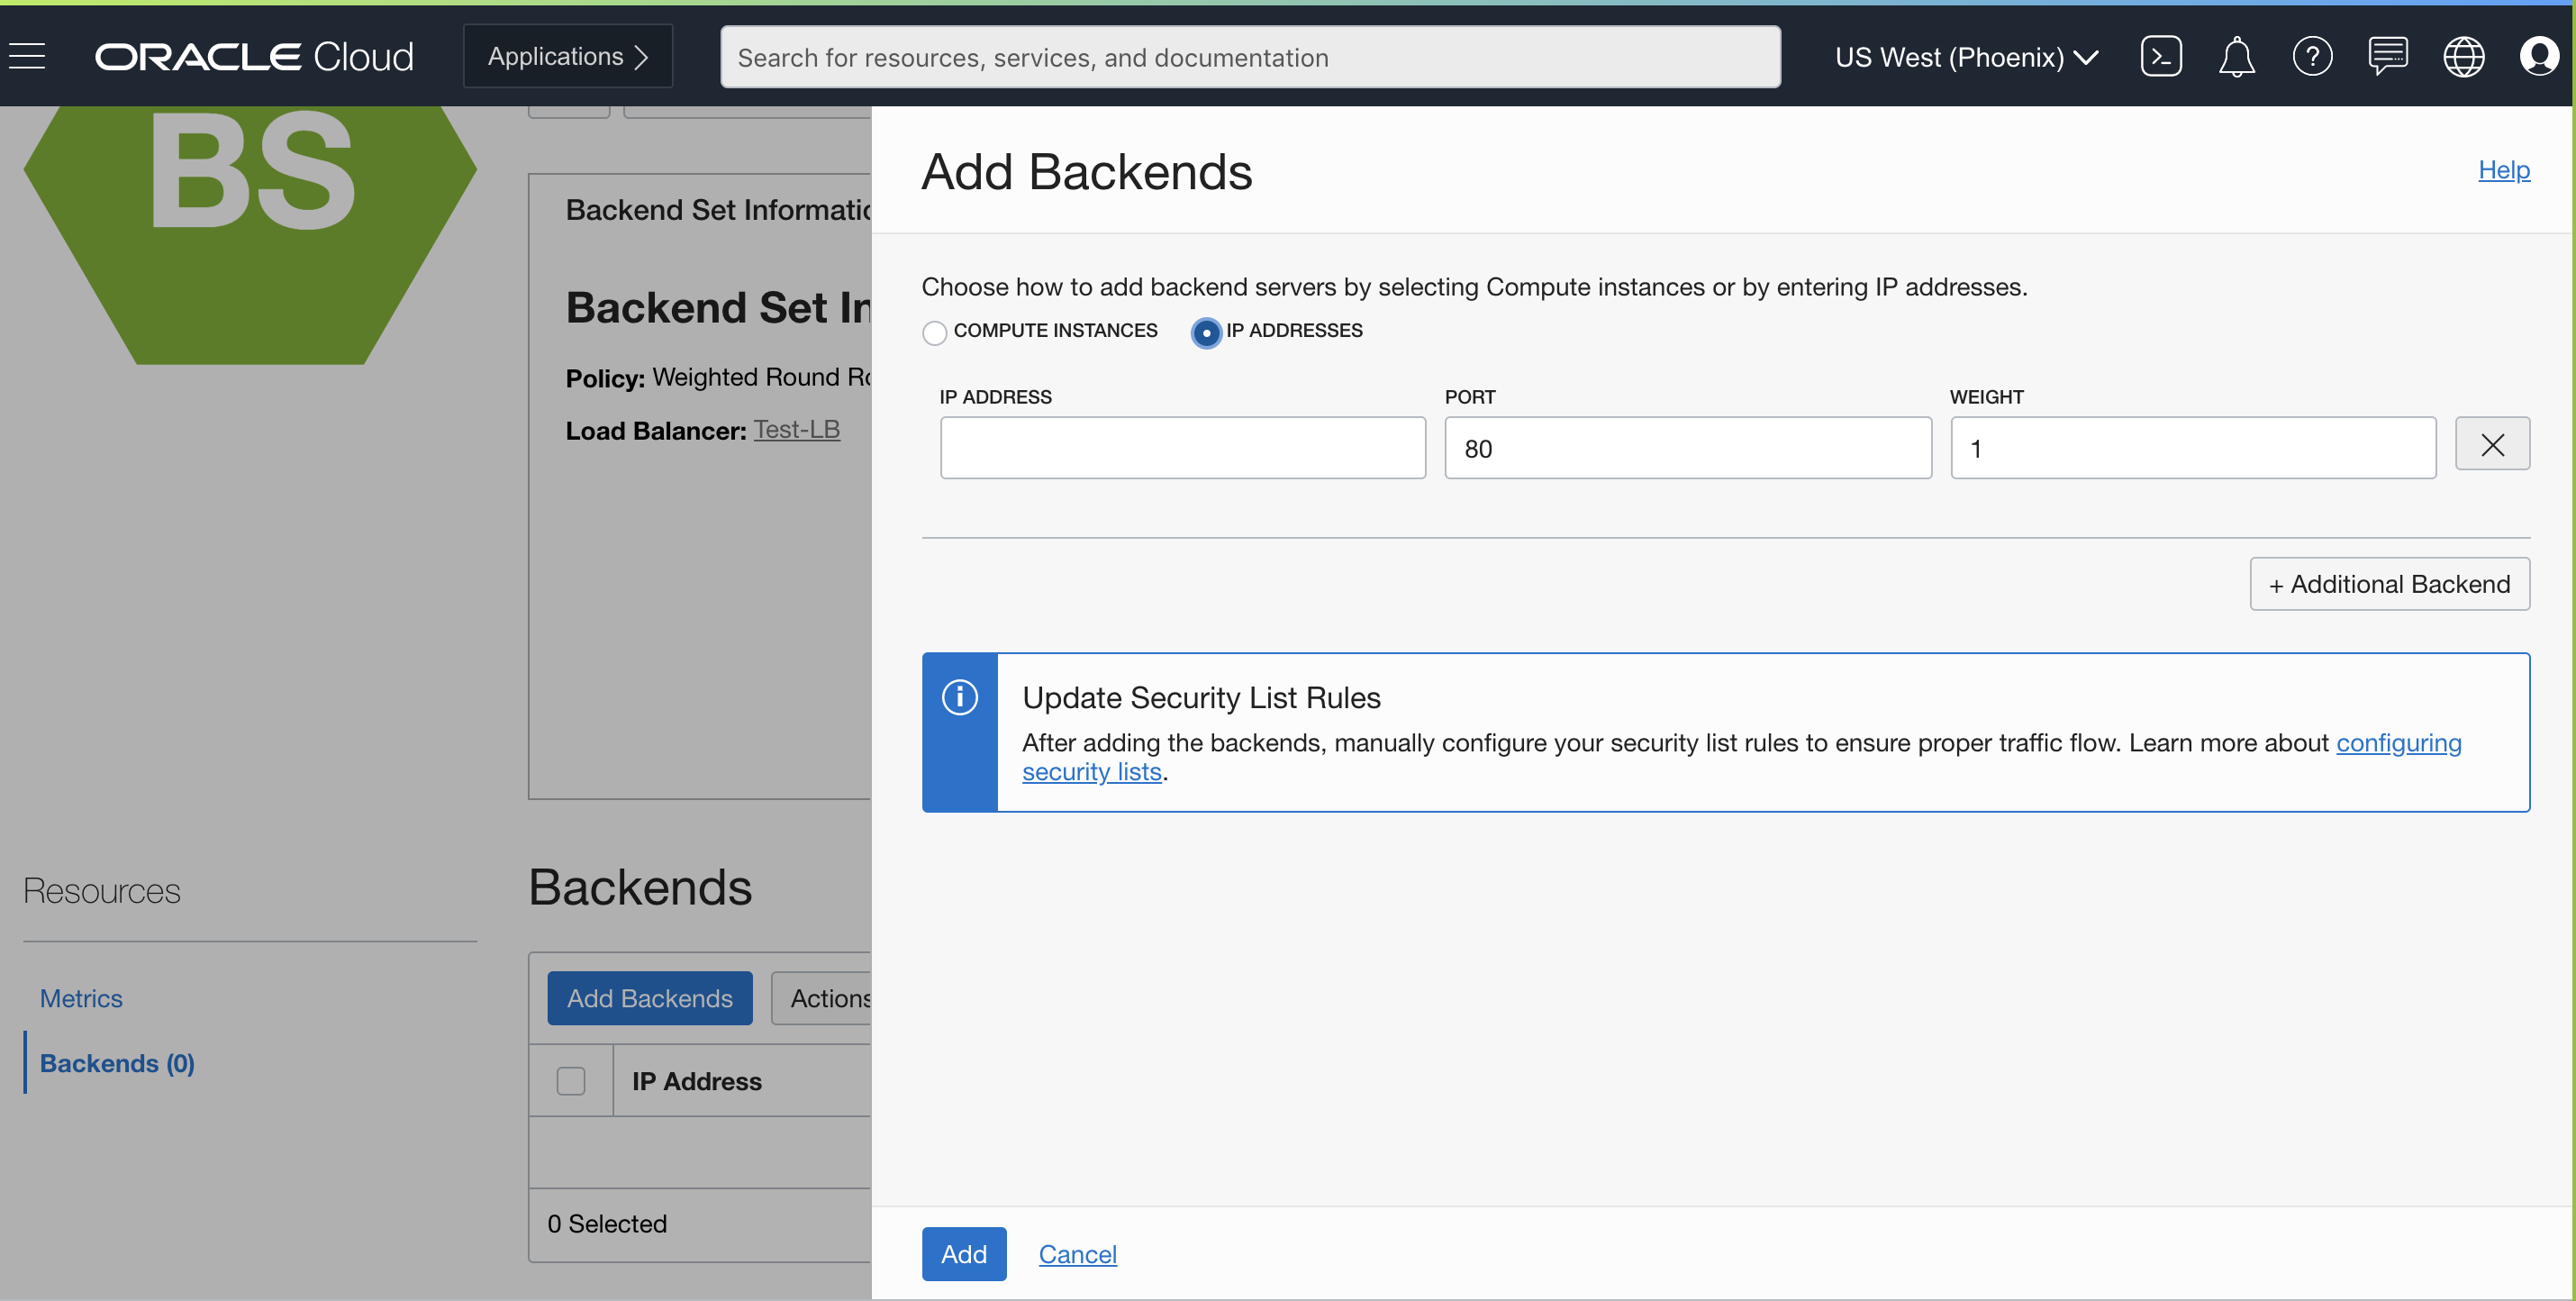 ORACLE Cloud
Applications
Search for resources, services, and documentation
US West (Phoenix)
BS
Backend Set
Backend Set
Policy: Weighted Round
Load Balancer: Test-LB
Resources
Metrics
Backends (0)
Backends
Add Backends
Actions
IP Address
0 Selected
Add Backends
Help
Choose how to add backend servers by selecting Compute instances or by entering IP addresses.
COMPUTE INSTANCES
IP ADDRESSES
IP ADDRESS
PORT
WEIGHT
80
1
+ Additional Backend
Update Security List Rules
After adding the backends, manually configure your security list rules to ensure proper traffic flow. Learn more about configuring
security lists.
Add
Cancel